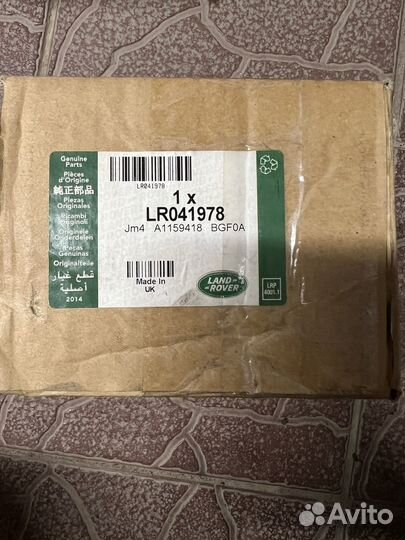 Genuine
Parts
Pièces
d'Origine
純正部品
Piezas
Originales
Ricambi
Originali
Originele
Onderdelen
Peças
Genuinas
Originalteile
قطع غيار
أصلية
2014
LR041978
1 x
LR041978
Jm4 A1159418 BGF0A
Made In
UK
LAND-
-ROVER
LRP
4001.1
Avito